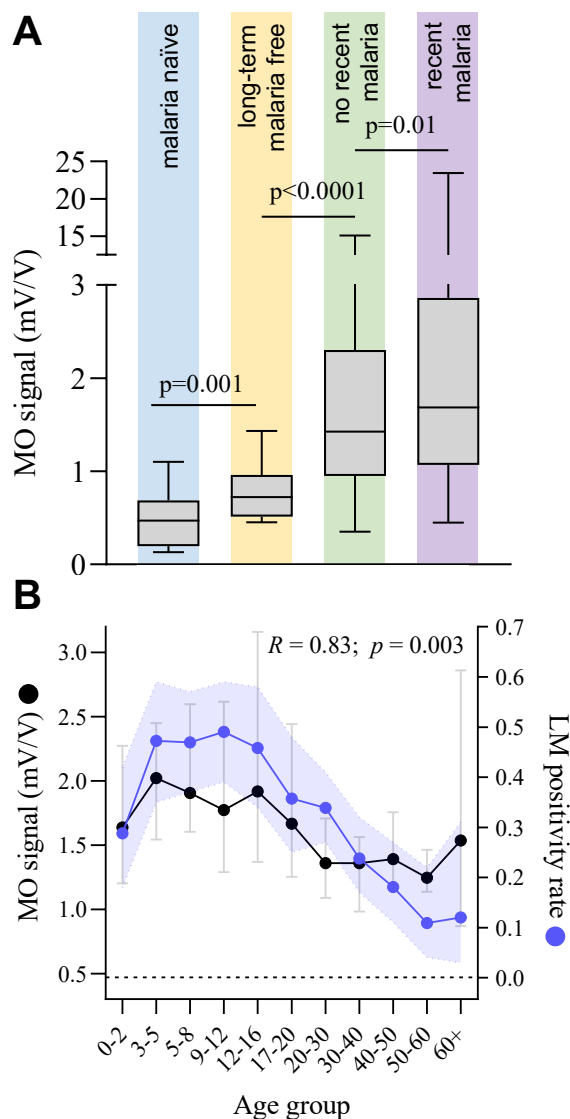 A
malaria naïve
long-term
malaria free
no recent
malaria
recent
malaria
p=0.01
p<0.0001
p=0.001
25
20
15
3
2
1
0
MO signal (mV/V)
B
R = 0.83; p = 0.003
3.0
2.5
2.0
1.5
1.0
0.5
MO signal (mV/V)
0.7
0.6
0.5
0.4
0.3
0.2
0.1
0.0
LM positivity rate
0-2
3-5
5-8
9-12
12-16
17-20
20-30
30-40
40-50
50-60
60+
Age group